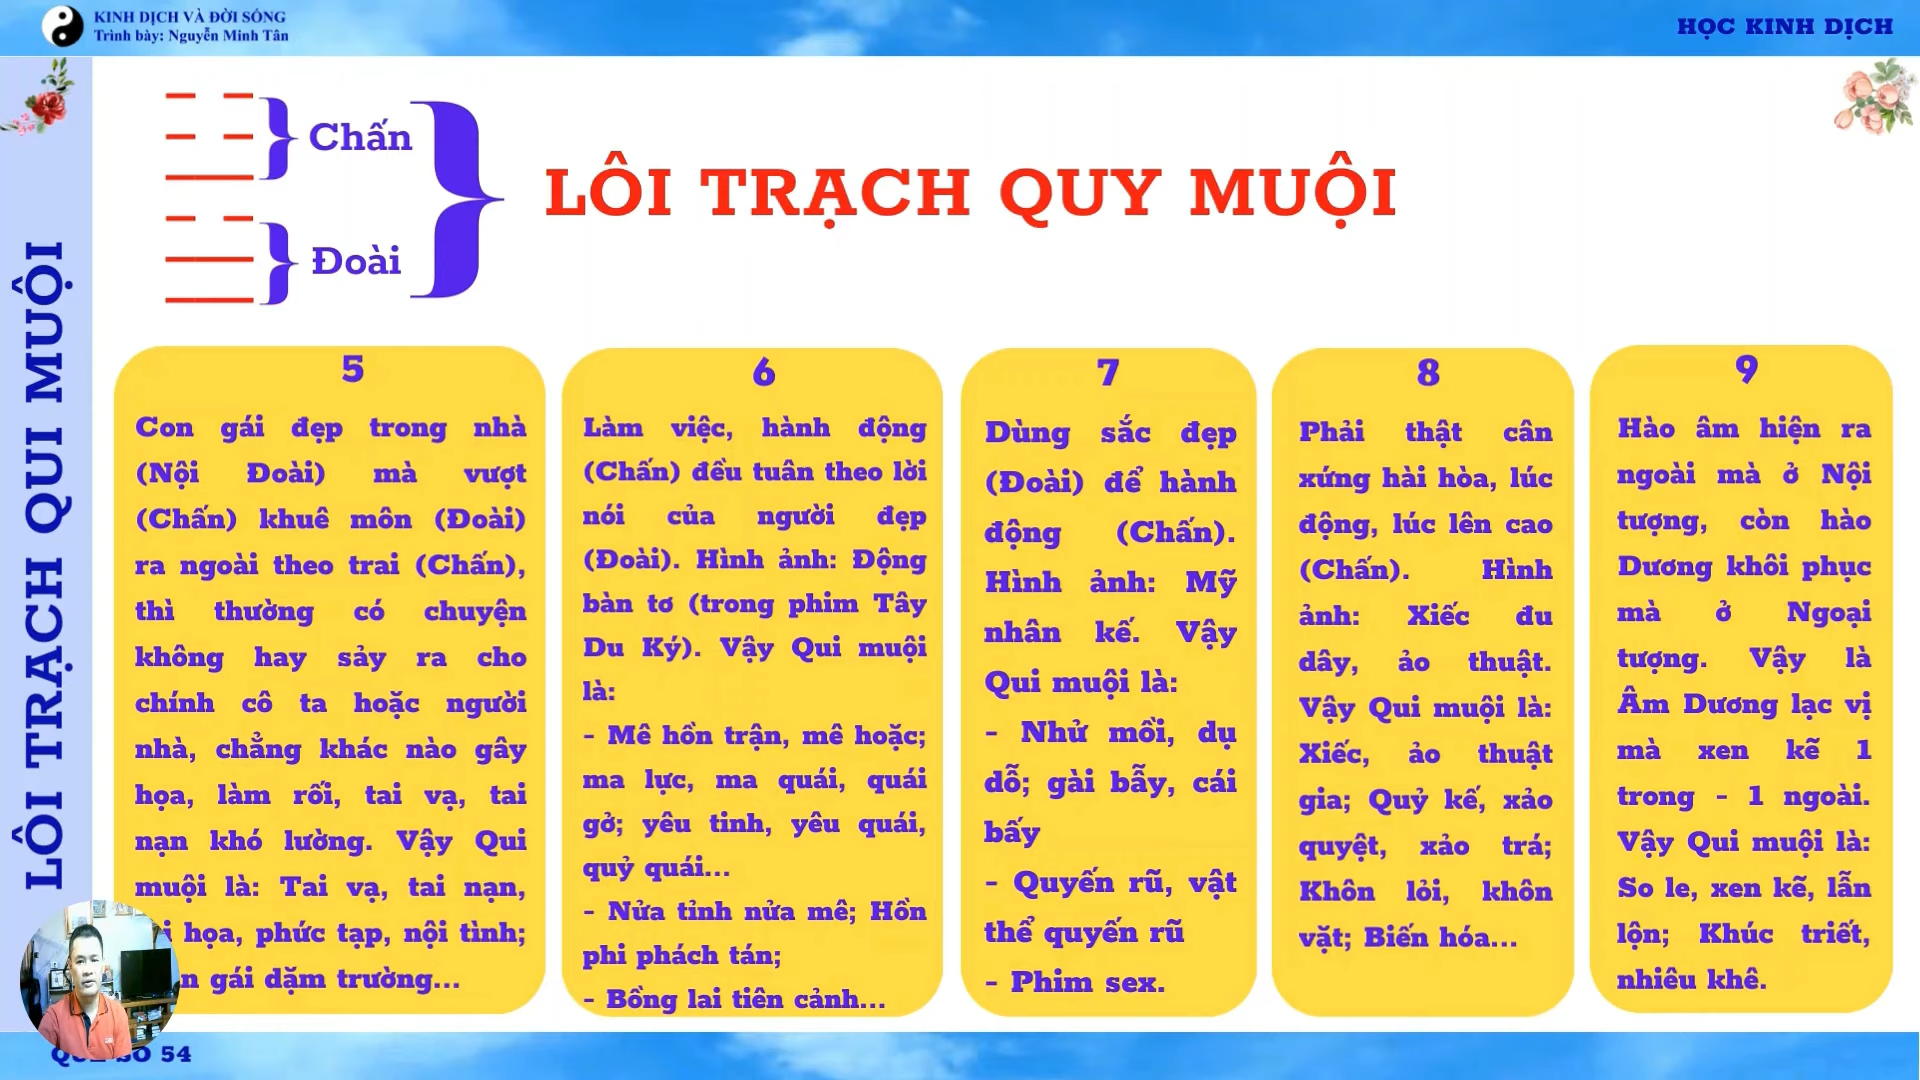 KINH DỊCH VÀ ĐỜI SỐNG
Trình bày: Nguyễn Minh Tân
HỌC KINH DỊCH
Chấn
Đoài
LÔI TRẠCH QUY MUỘI
LÔI TRẠCH QUI MUỘI
5
Con gái đẹp trong nhà
(Nội Đoài) mà vượt
(Chấn) khuê môn (Đoài)
ra ngoài theo trai (Chấn),
thì thường có chuyện
không hay sảy ra cho
chính cô ta hoặc người
nhà, chẳng khác nào gây
họa, làm rối, tai vạ, tai
nạn khó lường. Vậy Qui
muội là: Tai vạ, tai nạn,
họa, phức tạp, nội tình;
gái dặm trường...
6
Làm việc, hành động
(Chấn) đều tuân theo lời
nói của người đẹp
(Đoài). Hình ảnh: Động
bàn tơ (trong phim Tây
Du Ký). Vậy Qui muội
là:
- Mê hồn trận, mê hoặc;
ma lực, ma quái, quái
gở; yêu tinh, yêu quái,
quỷ quái...
- Nửa tỉnh nửa mê; Hồn
phi phách tán;
- Bồng lai tiên cảnh...
7
Dùng sắc đẹp
(Đoài) để hành
động (Chấn).
Hình ảnh: Mỹ
nhân kế. Vậy
Qui muội là:
- Nhử mồi, dụ
dỗ; gài bẫy, cái
bẫy
- Quyến rũ, vật
thể quyến rũ
- Phim sex.
8
Phải thật cân
xứng hài hòa, lúc
động, lúc lên cao
(Chấn). Hình
ảnh: Xiếc đu
dây, ảo thuật.
Vậy Qui muội là:
Xiếc, ảo thuật
gia; Quỷ kế, xảo
quyệt, xảo trá;
Khôn lỏi, khôn
vặt; Biến hóa...
9
Hào âm hiện ra
ngoài mà ở Nội
tượng, còn hào
Dương khôi phục
mà ở Ngoại
tượng. Vậy là
Âm Dương lạc vị
mà xen kẽ 1
trong - 1 ngoài.
Vậy Qui muội là:
So le, xen kẽ, lẫn
lộn; Khúc triết,
nhiêu khê.
54